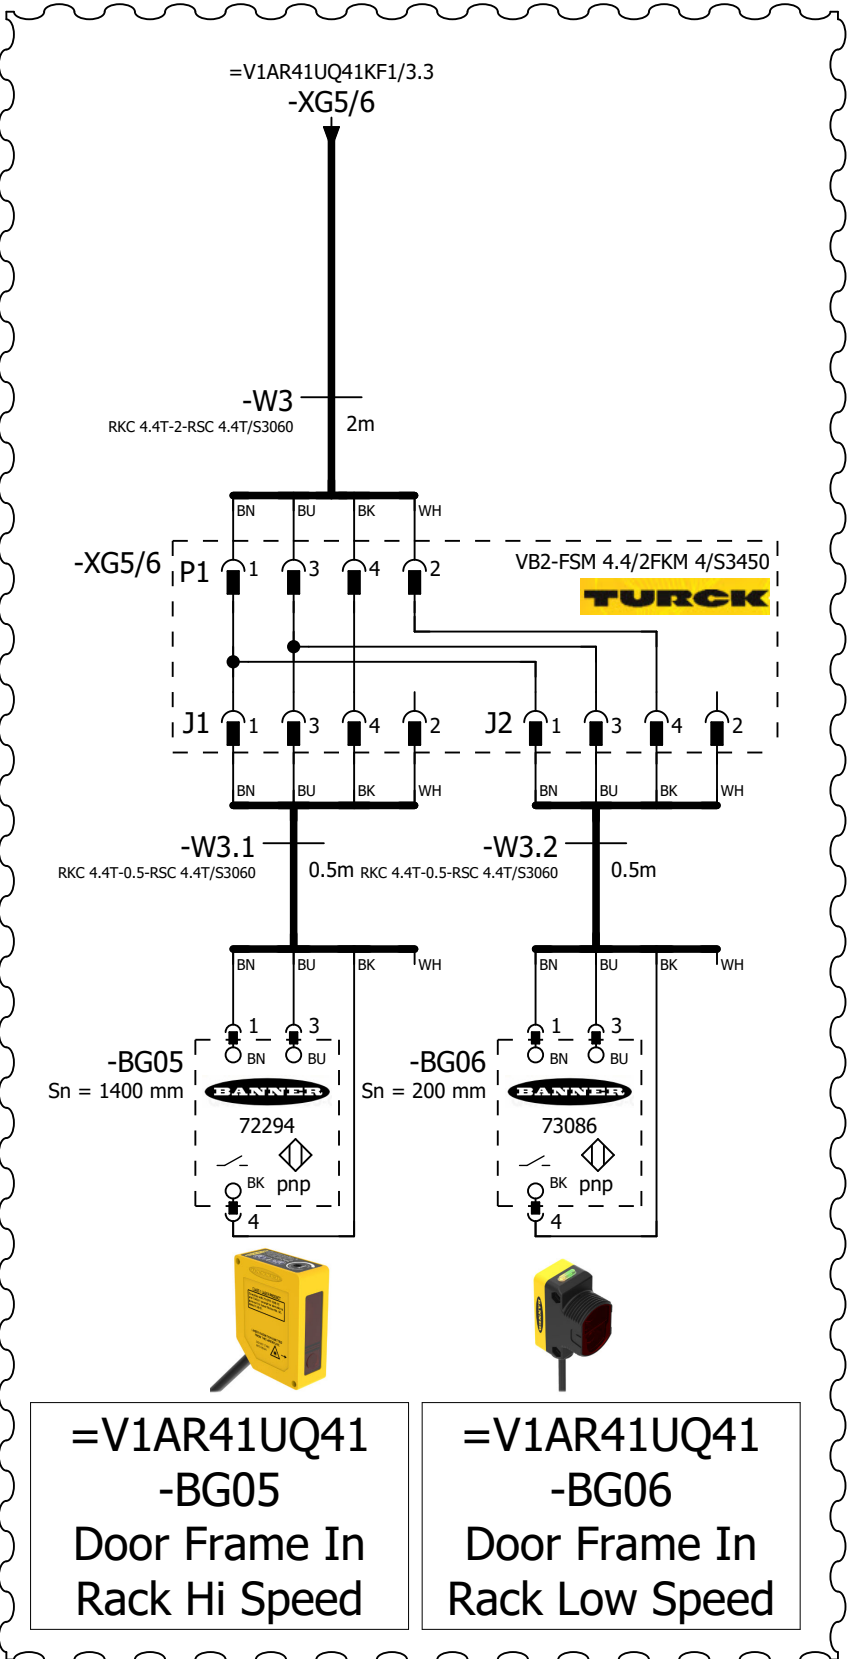 =V1AR41UQ41KF1/3.3
-XG5/6
-W3
RKC 4.4T-2-RSC 4.4T/S3060
2m
BN BU BK WH
-XG5/6 P1 1 3 4 2
VB2-FSM 4.4/2FKM 4/S3450
TURCK
J1 1 3 4 2 J2 1 3 4 2
BN BU BK WH BN BU BK WH
-W3.1 -W3.2
RKC 4.4T-0.5-RSC 4.4T/S3060 0.5m RKC 4.4T-0.5-RSC 4.4T/S3060 0.5m
BN BU BK WH BN BU BK WH
1 3 1 3
-BG05 BN BU -BG06 BN BU
Sn = 1400 mm BANNER Sn = 200 mm BANNER
72294 73086
BK pnp BK pnp
4 4
=V1AR41UQ41
-BG05
Door Frame In
Rack Hi Speed
=V1AR41UQ41
-BG06
Door Frame In
Rack Low Speed